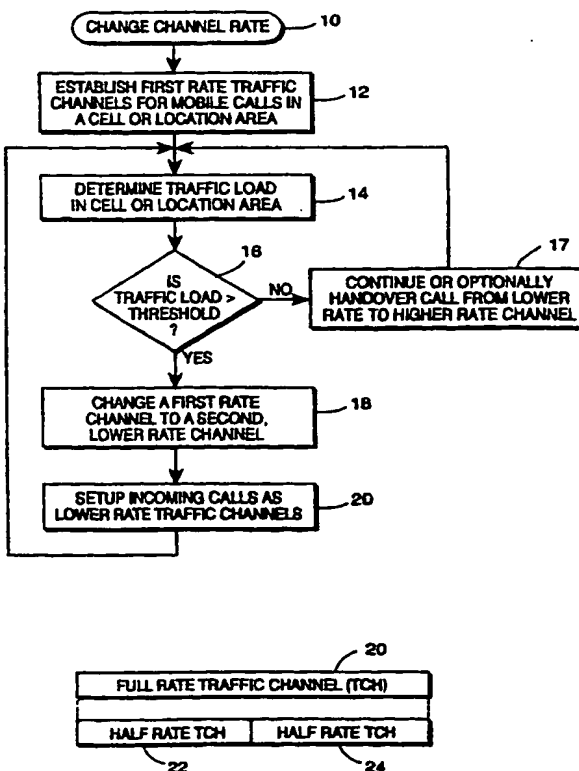 CHANGE CHANNEL RATE
10
ESTABLISH FIRST RATE TRAFFIC
CHANNELS FOR MOBILE CALLS IN
A CELL OR LOCATION AREA
12
DETERMINE TRAFFIC LOAD
IN CELL OR LOCATION AREA
14
16
IS
TRAFFIC LOAD >
THRESHOLD
?
NO
YES
17
CONTINUE OR OPTIONALLY
HANDOVER CALL FROM LOWER
RATE TO HIGHER RATE CHANNEL
CHANGE A FIRST RATE
CHANNEL TO A SECOND,
LOWER RATE CHANNEL
18
SETUP INCOMING CALLS AS
LOWER RATE TRAFFIC CHANNELS
20
20
FULL RATE TRAFFIC CHANNEL (TCH)
HALF RATE TCH
HALF RATE TCH
22
24